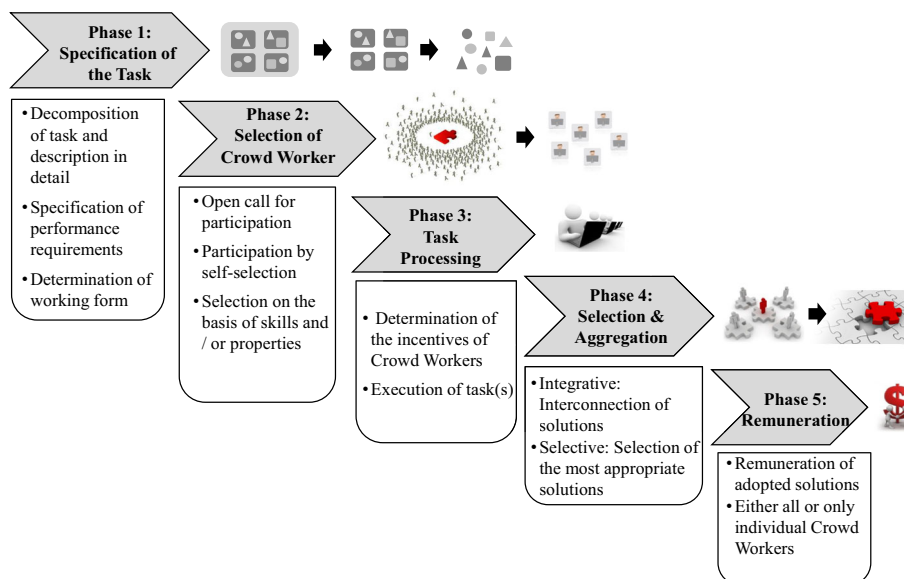 Phase 1:
Specification of
the Task
• Decomposition
of task and
description in
detail
• Specification of
performance
requirements
• Determination of
working form
Phase 2:
Selection of
Crowd Worker
• Open call for
participation
• Participation by
self-selection
• Selection on the
basis of skills and
/ or properties
Phase 3:
Task
Processing
• Determination of
the incentives of
Crowd Workers
• Execution of task(s)
Phase 4:
Selection &
Aggregation
• Integrative:
Interconnection of
solutions
• Selective: Selection of
the most appropriate
solutions
Phase 5:
Remuneration
$
• Remuneration of
adopted solutions
• Either all or only
individual Crowd
Workers